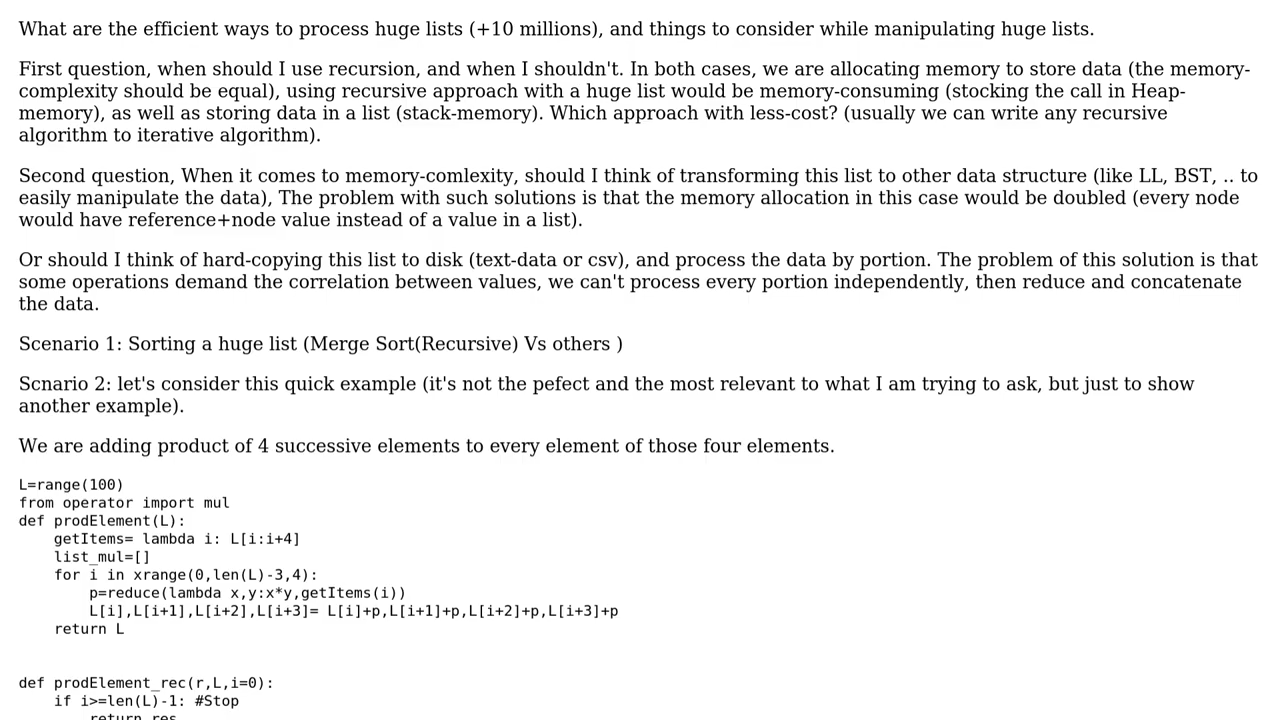 What are the efficient ways to process huge lists (+10 millions), and things to consider while manipulating huge lists.
First question, when should I use recursion, and when I shouldn't. In both cases, we are allocating memory to store data (the memory-
complexity should be equal), using recursive approach with a huge list would be memory-consuming (stocking the call in Heap-
memory), as well as storing data in a list (stack-memory). Which approach with less-cost? (usually we can write any recursive
algorithm to iterative algorithm).
Second question, When it comes to memory-comlexity, should I think of transforming this list to other data structure (like LL, BST, .. to
easily manipulate the data), The problem with such solutions is that the memory allocation in this case would be doubled (every node
would have reference+node value instead of a value in a list).
Or should I think of hard-copying this list to disk (text-data or csv), and process the data by portion. The problem of this solution is that
some operations demand the correlation between values, we can't process every portion independently, then reduce and concatenate
the data.
Scenario 1: Sorting a huge list (Merge Sort(Recursive) Vs others )
Scnario 2: let's consider this quick example (it's not the pefect and the most relevant to what I am trying to ask, but just to show
another example).
We are adding product of 4 successive elements to every element of those four elements.
L=range(100)
from operator import mul
def prodElement(L):
    getItems= lambda i: L[i:i+4]
    list_mul=[]
    for i in xrange(0,len(L)-3,4):
        p=reduce(lambda x,y:x*y,getItems(i))
        L[i],L[i+1],L[i+2],L[i+3]= L[i]+p,L[i+1]+p,L[i+2]+p,L[i+3]+p
    return L
def prodElement_rec(r,L,i=0):
    if i>=len(L)-1: #Stop
        return res